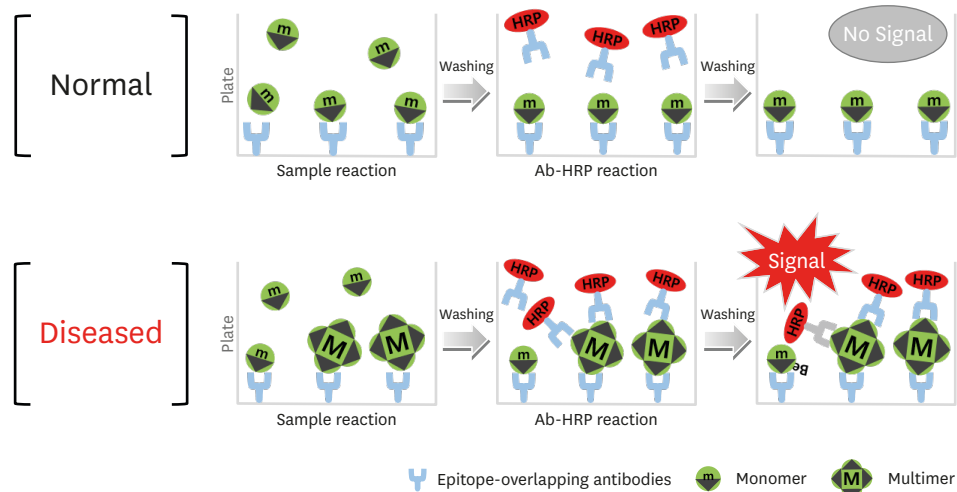 Normal
Plate
m
m
m
m
m
Sample reaction
Washing
HRP
HRP
HRP
m
m
m
Ab-HRP reaction
Washing
No Signal
m
m
m
Diseased
Plate
m
m
m
M
M
Sample reaction
Washing
HRP
HRP
HRP
HRP
m
M
M
Ab-HRP reaction
Washing
Signal
HRP
HRP
HRP
m
Be
M
M
Epitope-overlapping antibodies
m
Monomer
M
Multimer